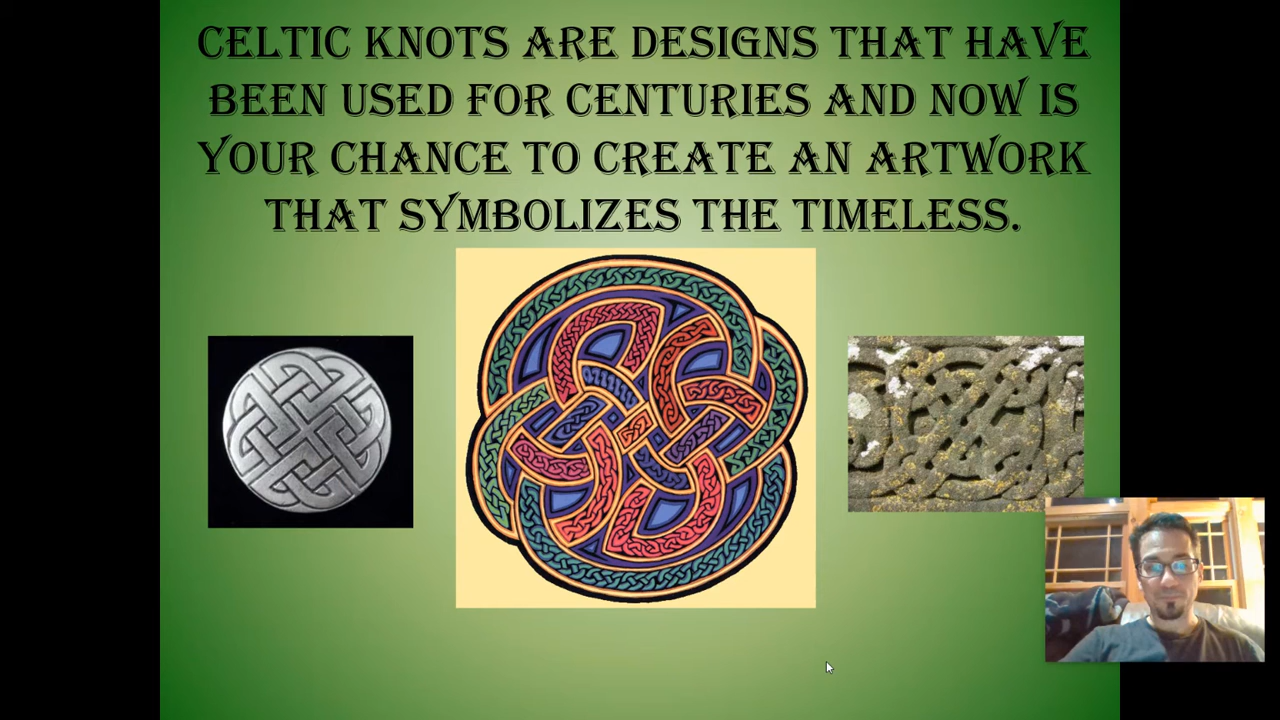 CELTIC KNOTS ARE DESIGNS THAT HAVE
BEEN USED FOR CENTURIES AND NOW IS
YOUR CHANCE TO CREATE AN ARTWORK
THAT SYMBOLIZES THE TIMELESS.